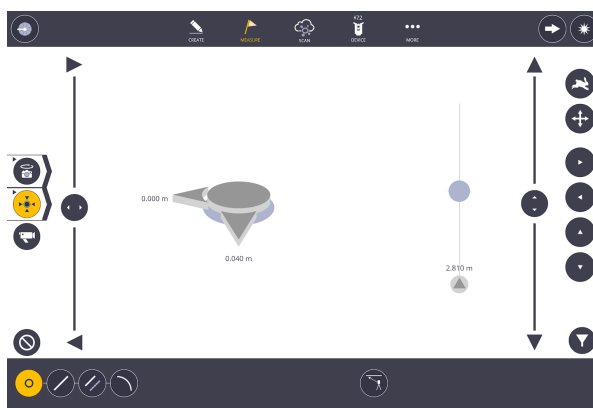 #72
CREATE
MEASURE
SCAN
DEVICE
MORE
0.000 m
0.040 m
2.810 m